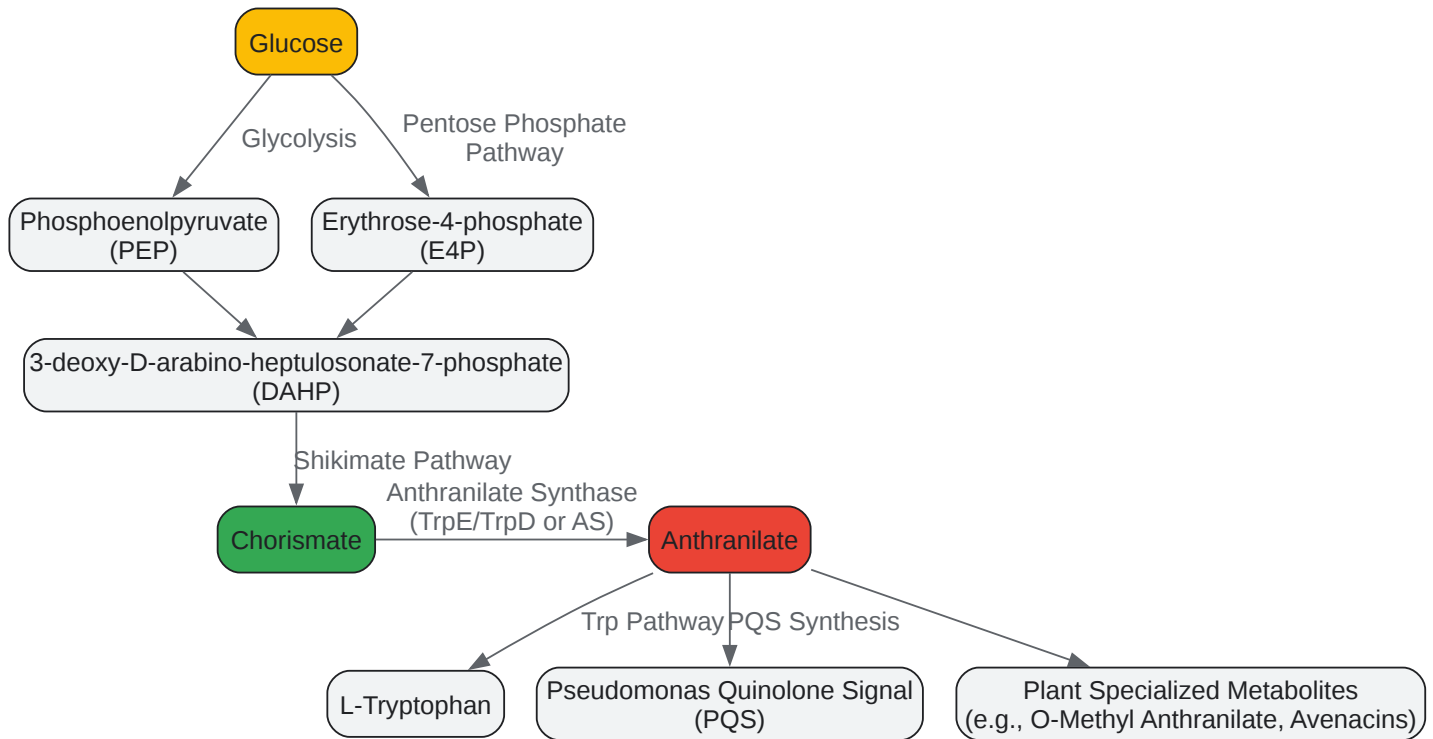 Glucose
Glycolysis
Pentose Phosphate
Pathway
Phosphoenolpyruvate
(PEP)
Erythrose-4-phosphate
(E4P)
3-deoxy-D-arabino-heptulosonate-7-phosphate
(DAHP)
Shikimate Pathway
Anthranilate Synthase
(TrpE/TrpD or AS)
Chorismate
Anthranilate
Trp Pathway
PQS Synthesis
L-Tryptophan
Pseudomonas Quinolone Signal
(PQS)
Plant Specialized Metabolites
(e.g., O-Methyl Anthranilate, Avenacins)